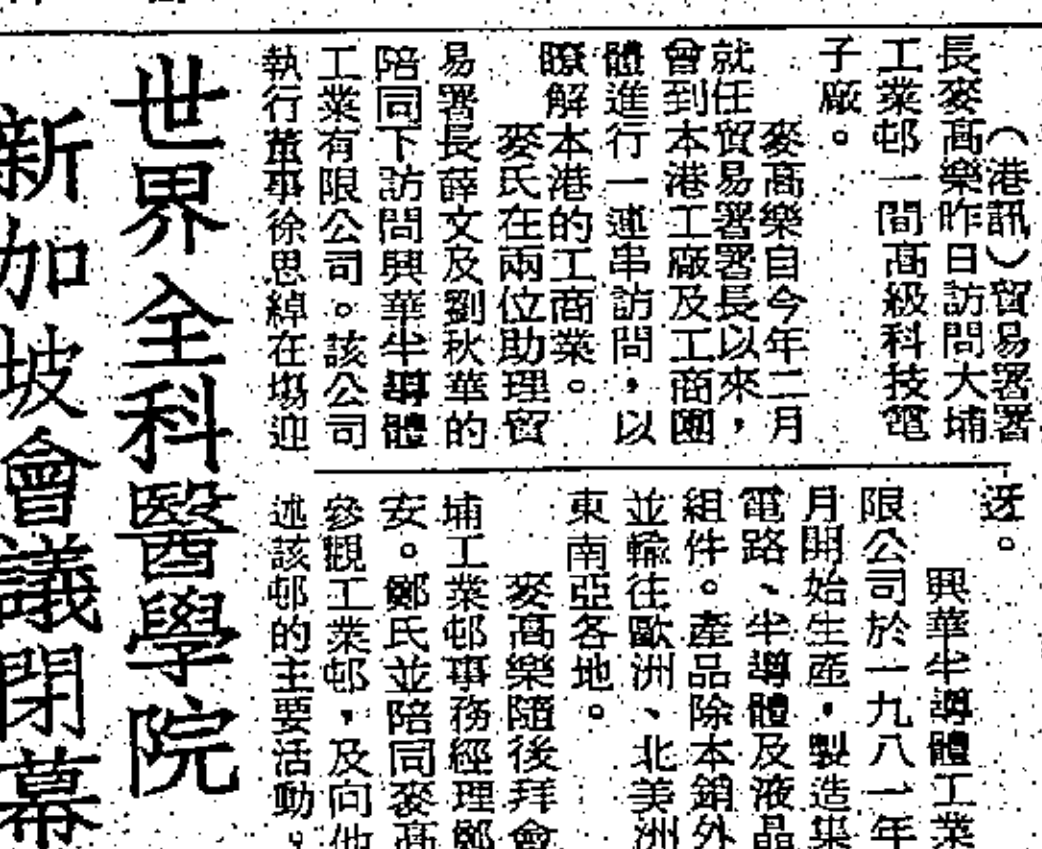 （港訊）貿易署署
長麥高樂昨日訪問大埔
工業邨一間高級科技電
子廠。
麥高樂自今年二月
就任貿易署署長以來，
會到本港工廠及工商團
體進行一連串訪問，以
瞭解本港的工商業。
麥氏在兩位助理貿
易署長薛文及劉秋華的
陪同下訪問興華半導體
工業有限公司。該公司
執行董事徐思綽在場迎
迓。
興華半導體工業
限公司於一九八一年
月開始生產，製造集
電路、半導體及液晶
組件。產品除本銷外
並輸往歐洲、北美洲
東南亞各地。
麥高樂隨後拜會
埔工業邨事務經理鄭
安。鄭氏並陪同麥高
參觀工業邨，及向他
述該邨的主要活動。
世界全科醫學院
新加坡會議閉幕